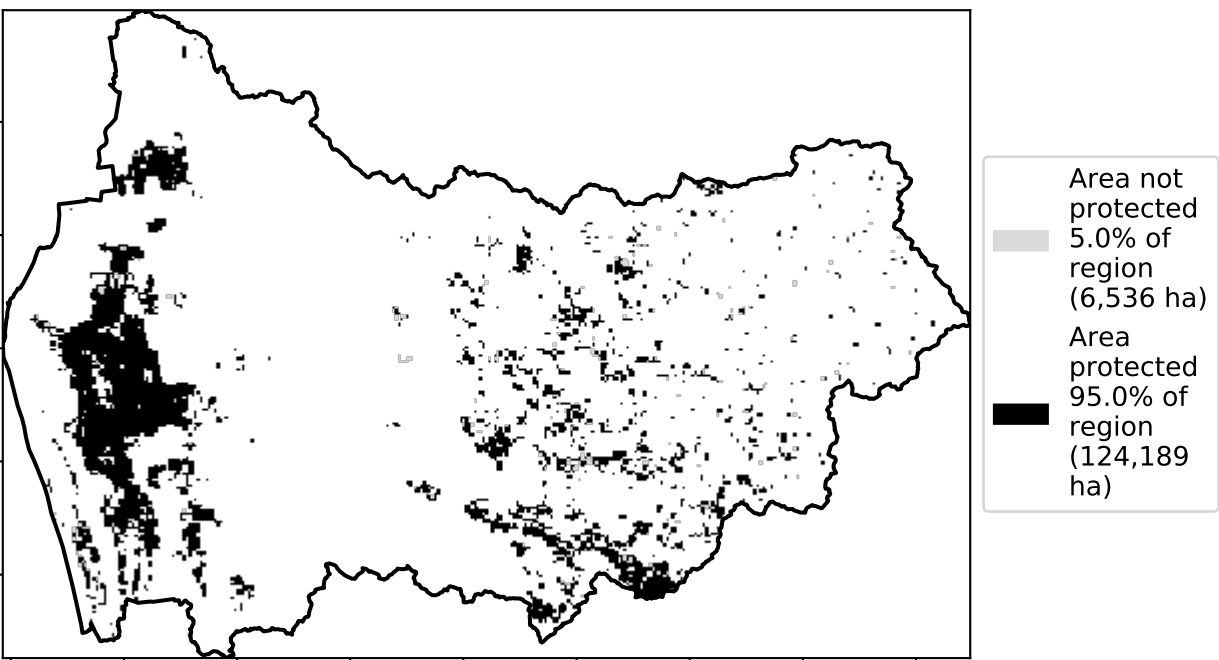 Area not
protected
5.0% of
region
(6,536 ha)
Area
protected
95.0% of
region
(124,189
ha)